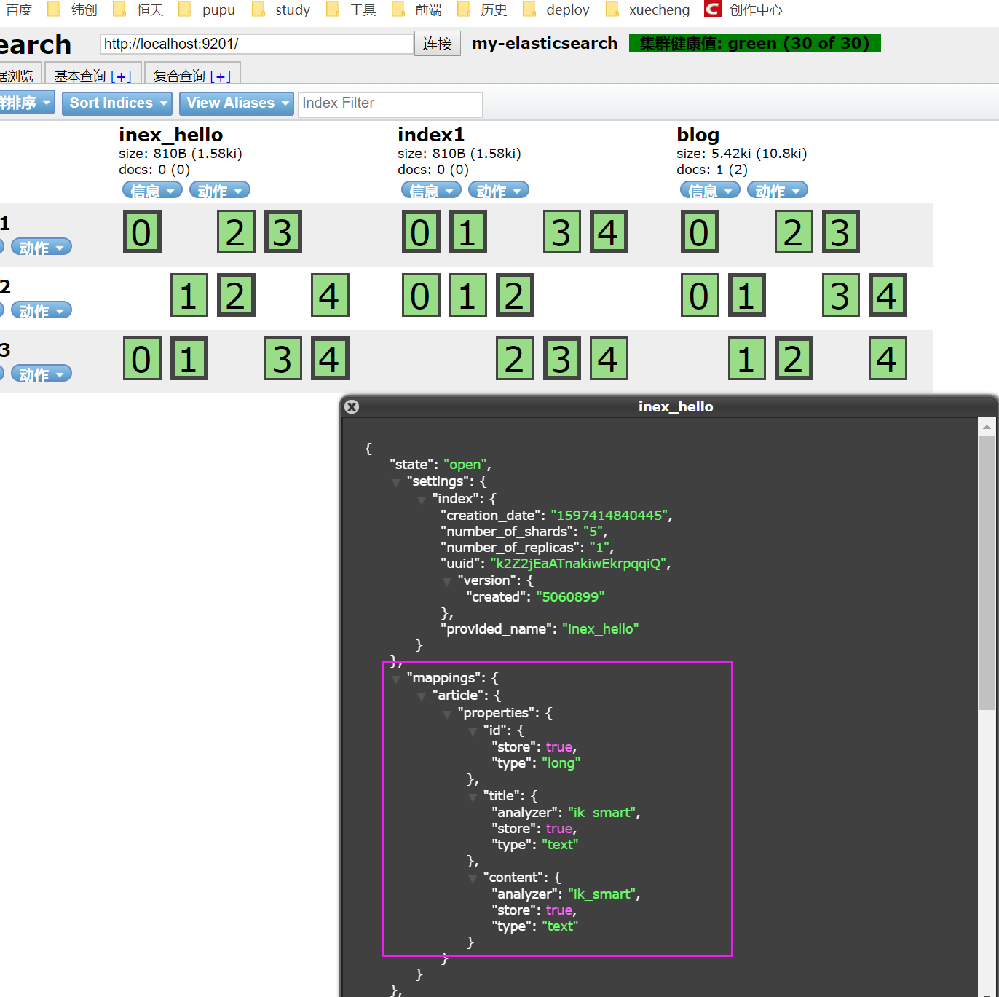 百度 纬创 恒天 pupu study 工具 前端 历史 deploy xuecheng C 创作中心
earch http://localhost:9201/ 连接 my-elasticsearch 集群健康值: green (30 of 30)
据浏览 基本查询 [+] 复合查询 [+]
群排序 Sort Indices View Aliases Index Filter
inex_hello index1 blog
size: 810B (1.58ki) size: 810B (1.58ki) size: 5.42ki (10.8ki)
docs: 0 (0) docs: 0 (0) docs: 1 (2)
信息 动作 信息 动作 信息 动作
1 0 2 3 0 1 3 4 0 2 3
动作
2 1 2 4 0 1 2 0 1 3 4
动作
3 0 1 3 4 2 3 4 1 2 4
动作
inex_hello
{
"state": "open",
"settings": {
"index": {
"creation_date": "1597414840445",
"number_of_shards": "5",
"number_of_replicas": "1",
"uuid": "k2Z2jEaATnakiwEkrpqqiQ",
"version": {
"created": "5060899"
},
"provided_name": "inex_hello"
}
},
"mappings": {
"article": {
"properties": {
"id": {
"store": true,
"type": "long"
},
"title": {
"analyzer": "ik_smart",
"store": true,
"type": "text"
},
"content": {
"analyzer": "ik_smart",
"store": true,
"type": "text"
}
}
}
},